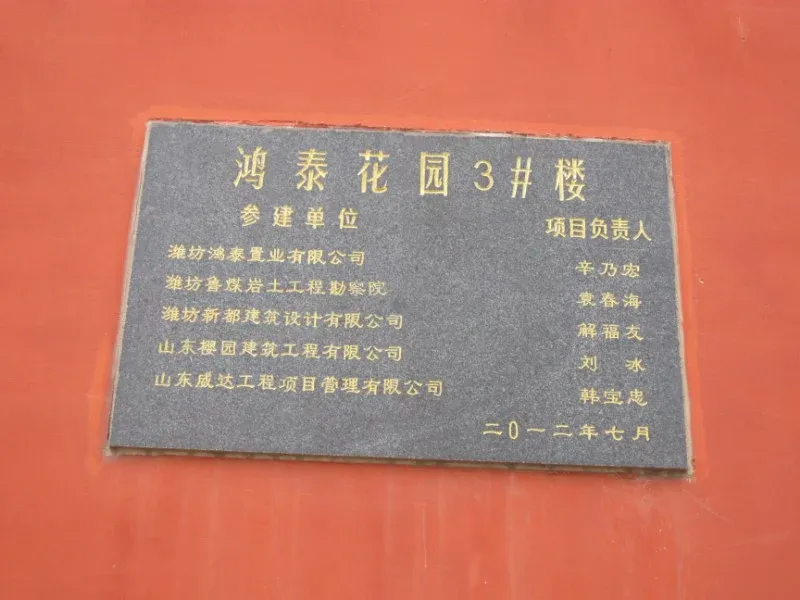 鸿泰花园3#楼
参建单位 项目负责人
潍坊鸿泰置业有限公司 辛乃宏
潍坊鲁煤岩土工程勘察院 袁春海
潍坊新都建筑设计有限公司 解福友
山东樱园建筑工程有限公司 刘 冰
山东威达工程项目管理有限公司 韩宝忠
二0一二年七月